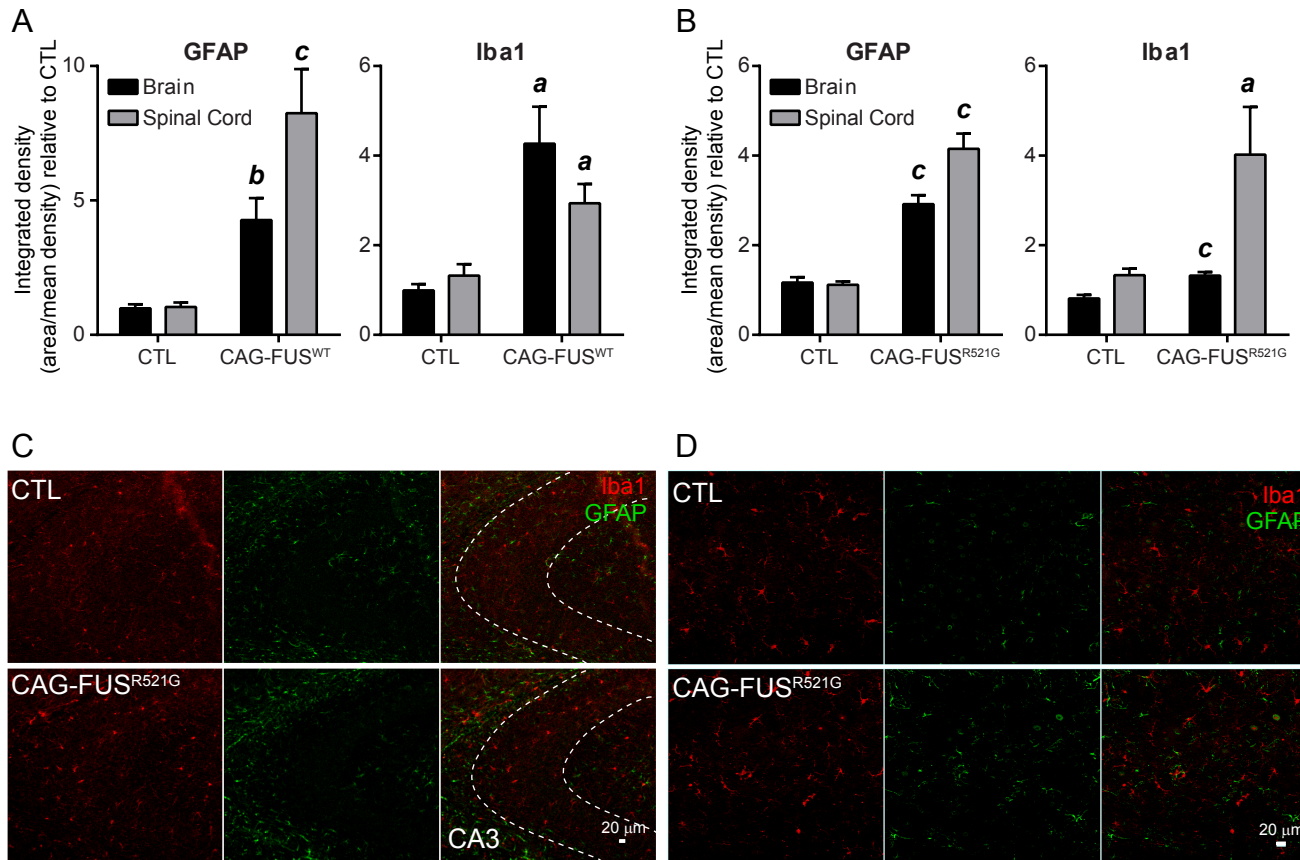 A
B
GFAP
Iba1
GFAP
Iba1
Integrated density
(area/mean density) relative to CTL
10
5
0
Brain
Spinal Cord
b
c
CTL
CAG-FUSᵂᵀ
6
4
2
0
a
a
CTL
CAG-FUSᵂᵀ
Integrated density
(area/mean density) relative to CTL
6
4
2
0
Brain
Spinal Cord
c
c
CTL
CAG-FUSᴿ⁵²¹ᴳ
6
4
2
0
c
a
CTL
CAG-FUSᴿ⁵²¹ᴳ
C
CTL
Iba1
GFAP
CAG-FUSᴿ⁵²¹ᴳ
CA3
20 μm
D
CTL
Iba1
GFAP
CAG-FUSᴿ⁵²¹ᴳ
20 μm